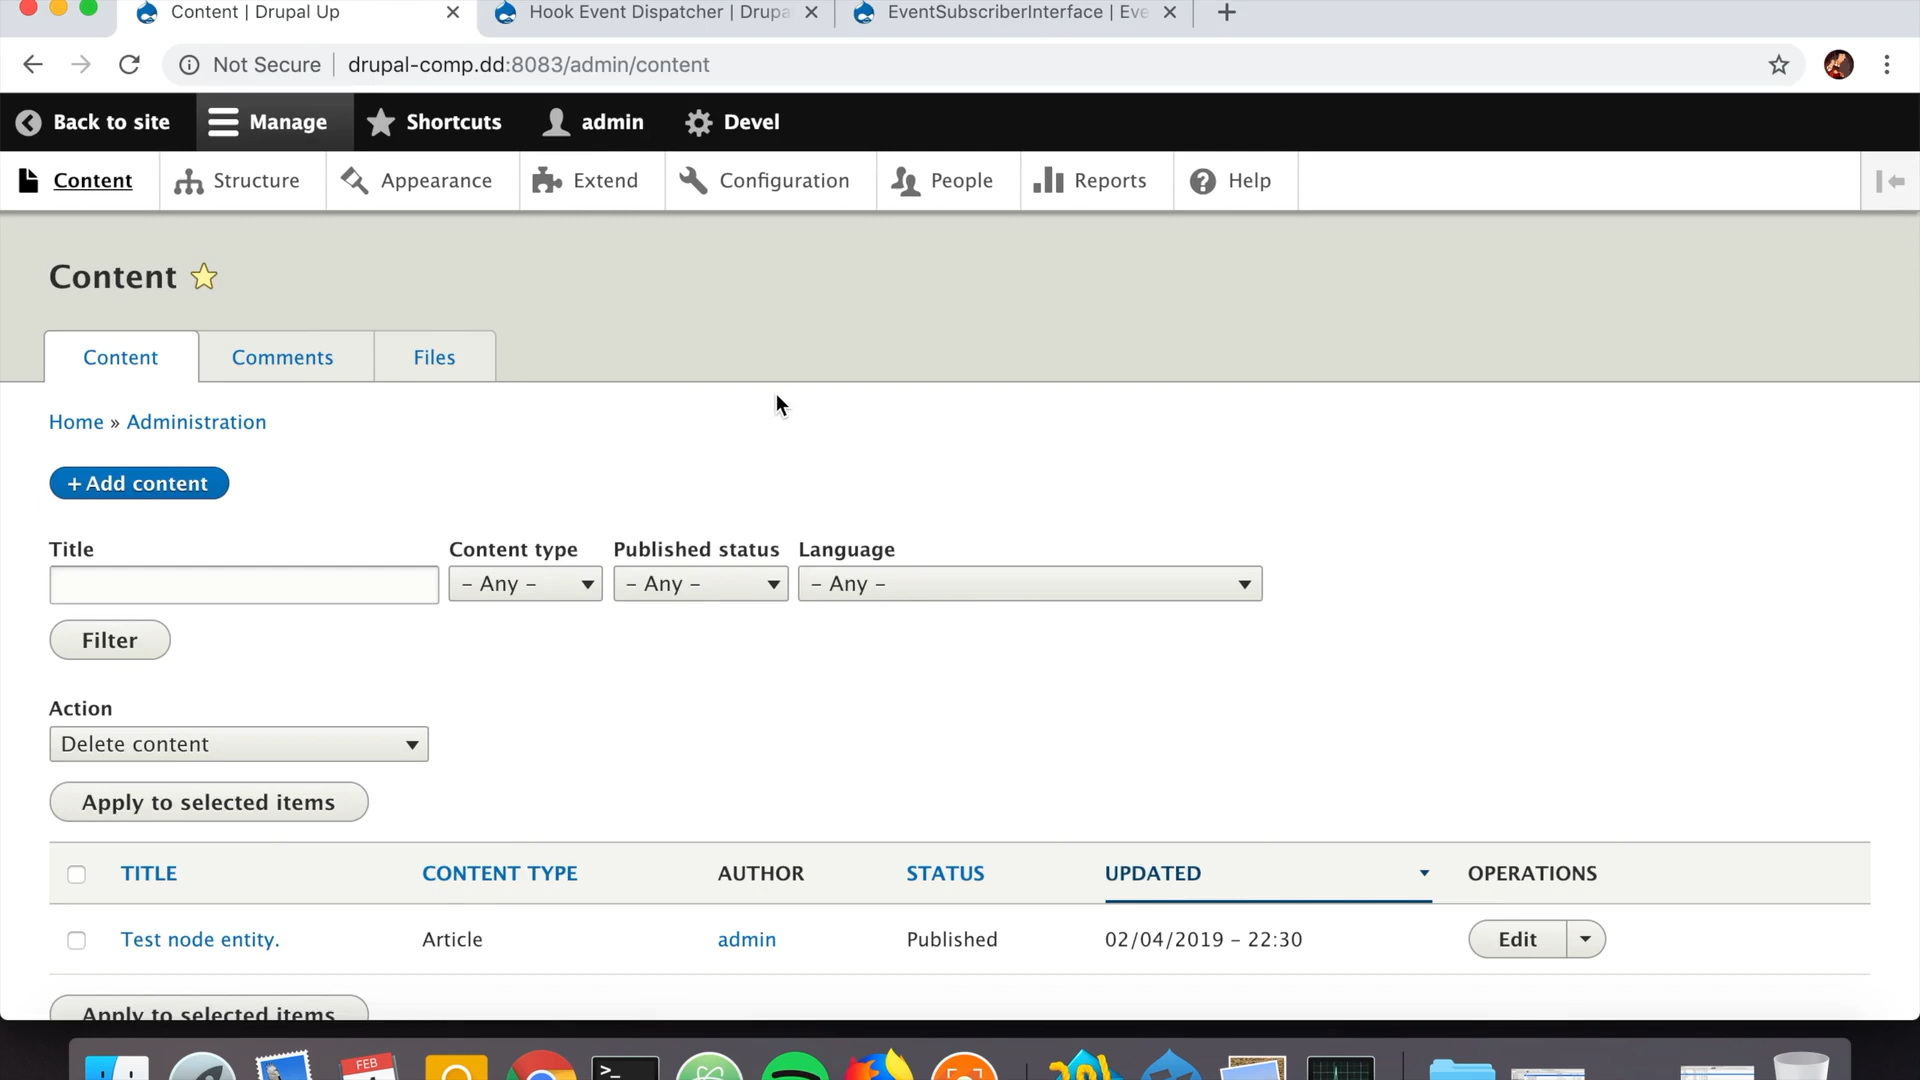 Content | Drupal Up
Hook Event Dispatcher | Drupa
EventSubscriberInterface | Eve
Not Secure drupal-comp.dd:8083/admin/content
Back to site Manage Shortcuts admin Devel
Content Structure Appearance Extend Configuration People Reports Help
Content
Content Comments Files
Home » Administration
+ Add content
Title Content type Published status Language
- Any - - Any - - Any -
Filter
Action
Delete content
Apply to selected items
TITLE CONTENT TYPE AUTHOR STATUS UPDATED OPERATIONS
Test node entity. Article admin Published 02/04/2019 - 22:30 Edit
Apply to selected items
FEB